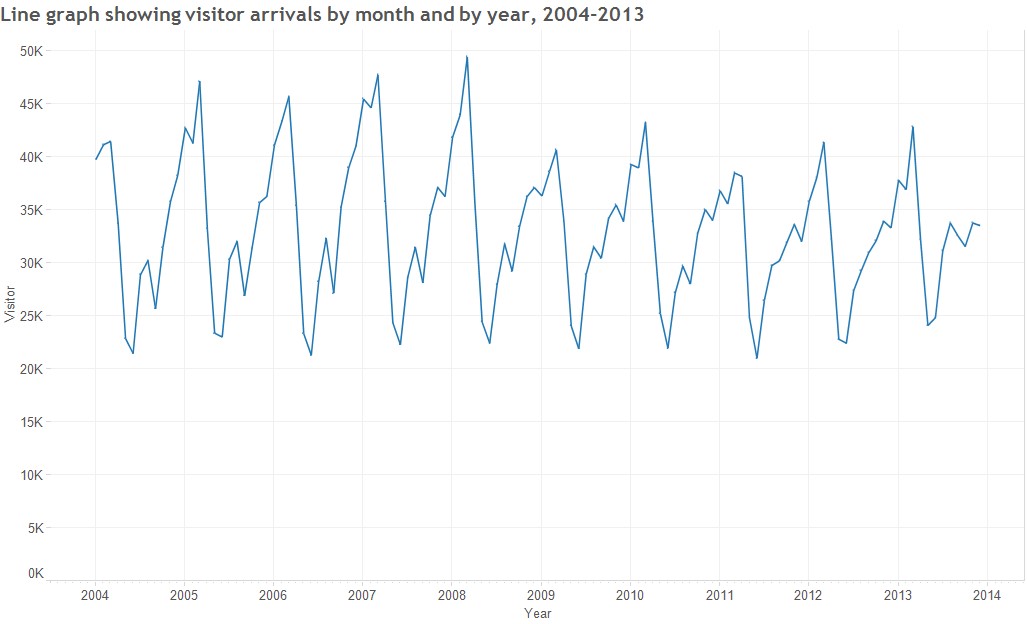 Line graph showing visitor arrivals by month and by year, 2004-2013
50K
45K
40K
35K
30K
25K
20K
15K
10K
5K
0K
Visitor
2004 2005 2006 2007 2008 2009 2010 2011 2012 2013 2014
Year